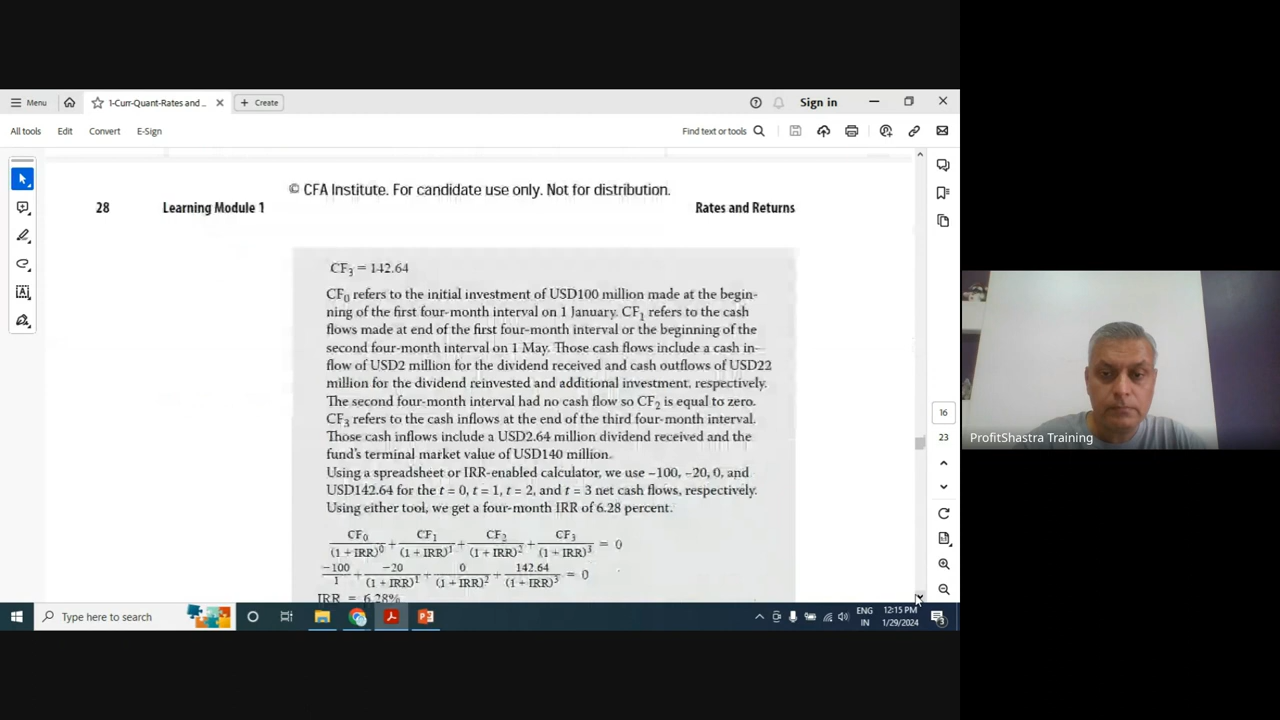 Menu
1-Curr-Quant-Rates and ...
Create
Sign in
All tools
Edit
Convert
E-Sign
Find text or tools
© CFA Institute. For candidate use only. Not for distribution.
28 Learning Module 1 Rates and Returns
CF3 = 142.64
CF0 refers to the initial investment of USD100 million made at the begin-
ning of the first four-month interval on 1 January. CF1 refers to the cash
flows made at end of the first four-month interval or the beginning of the
second four-month interval on 1 May. Those cash flows include a cash in-
flow of USD2 million for the dividend received and cash outflows of USD22
million for the dividend reinvested and additional investment, respectively.
The second four-month interval had no cash flow so CF2 is equal to zero.
CF3 refers to the cash inflows at the end of the third four-month interval.
Those cash inflows include a USD2.64 million dividend received and the
fund's terminal market value of USD140 million.
Using a spreadsheet or IRR-enabled calculator, we use −100, −20, 0, and
USD142.64 for the t = 0, t = 1, t = 2, and t = 3 net cash flows, respectively.
Using either tool, we get a four-month IRR of 6.28 percent.
CF0/(1 + IRR)^0 + CF1/(1 + IRR)^1 + CF2/(1 + IRR)^2 + CF3/(1 + IRR)^3 = 0
−100/1 + −20/(1 + IRR)^1 + 0/(1 + IRR)^2 + 142.64/(1 + IRR)^3 = 0
IRR = 6.28%
16
23
ProfitShastra Training
Type here to search
ENG
IN
12:15 PM
1/29/2024
3